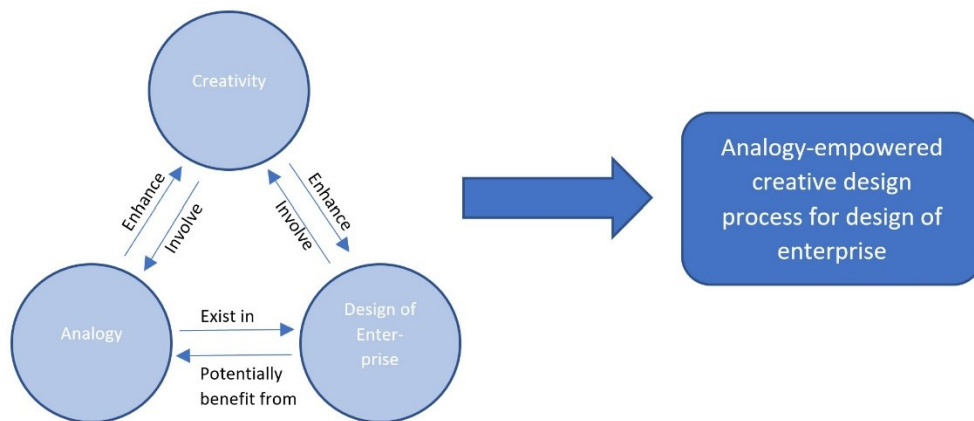 Creativity
Enhance
Involve
Enhance
Involve
Analogy
Exist in
Potentially
benefit from
Design of
Enter-
prise
Analogy-empowered
creative design
process for design of
enterprise